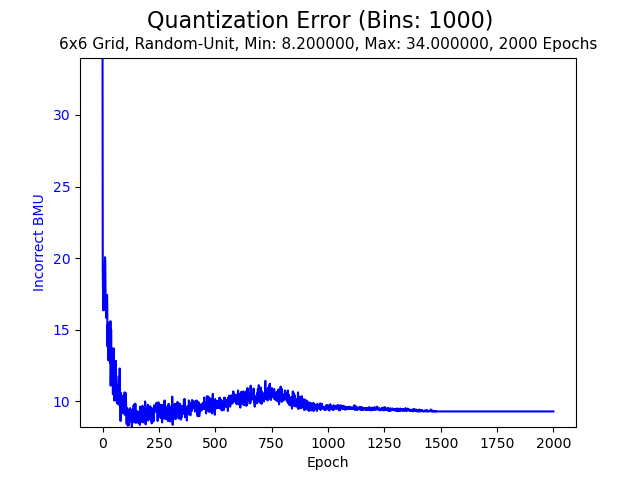 Quantization Error (Bins: 1000)
6x6 Grid, Random-Unit, Min: 8.200000, Max: 34.000000, 2000 Epochs
Incorrect BMU
30
25
20
15
10
0 250 500 750 1000 1250 1500 1750 2000
Epoch